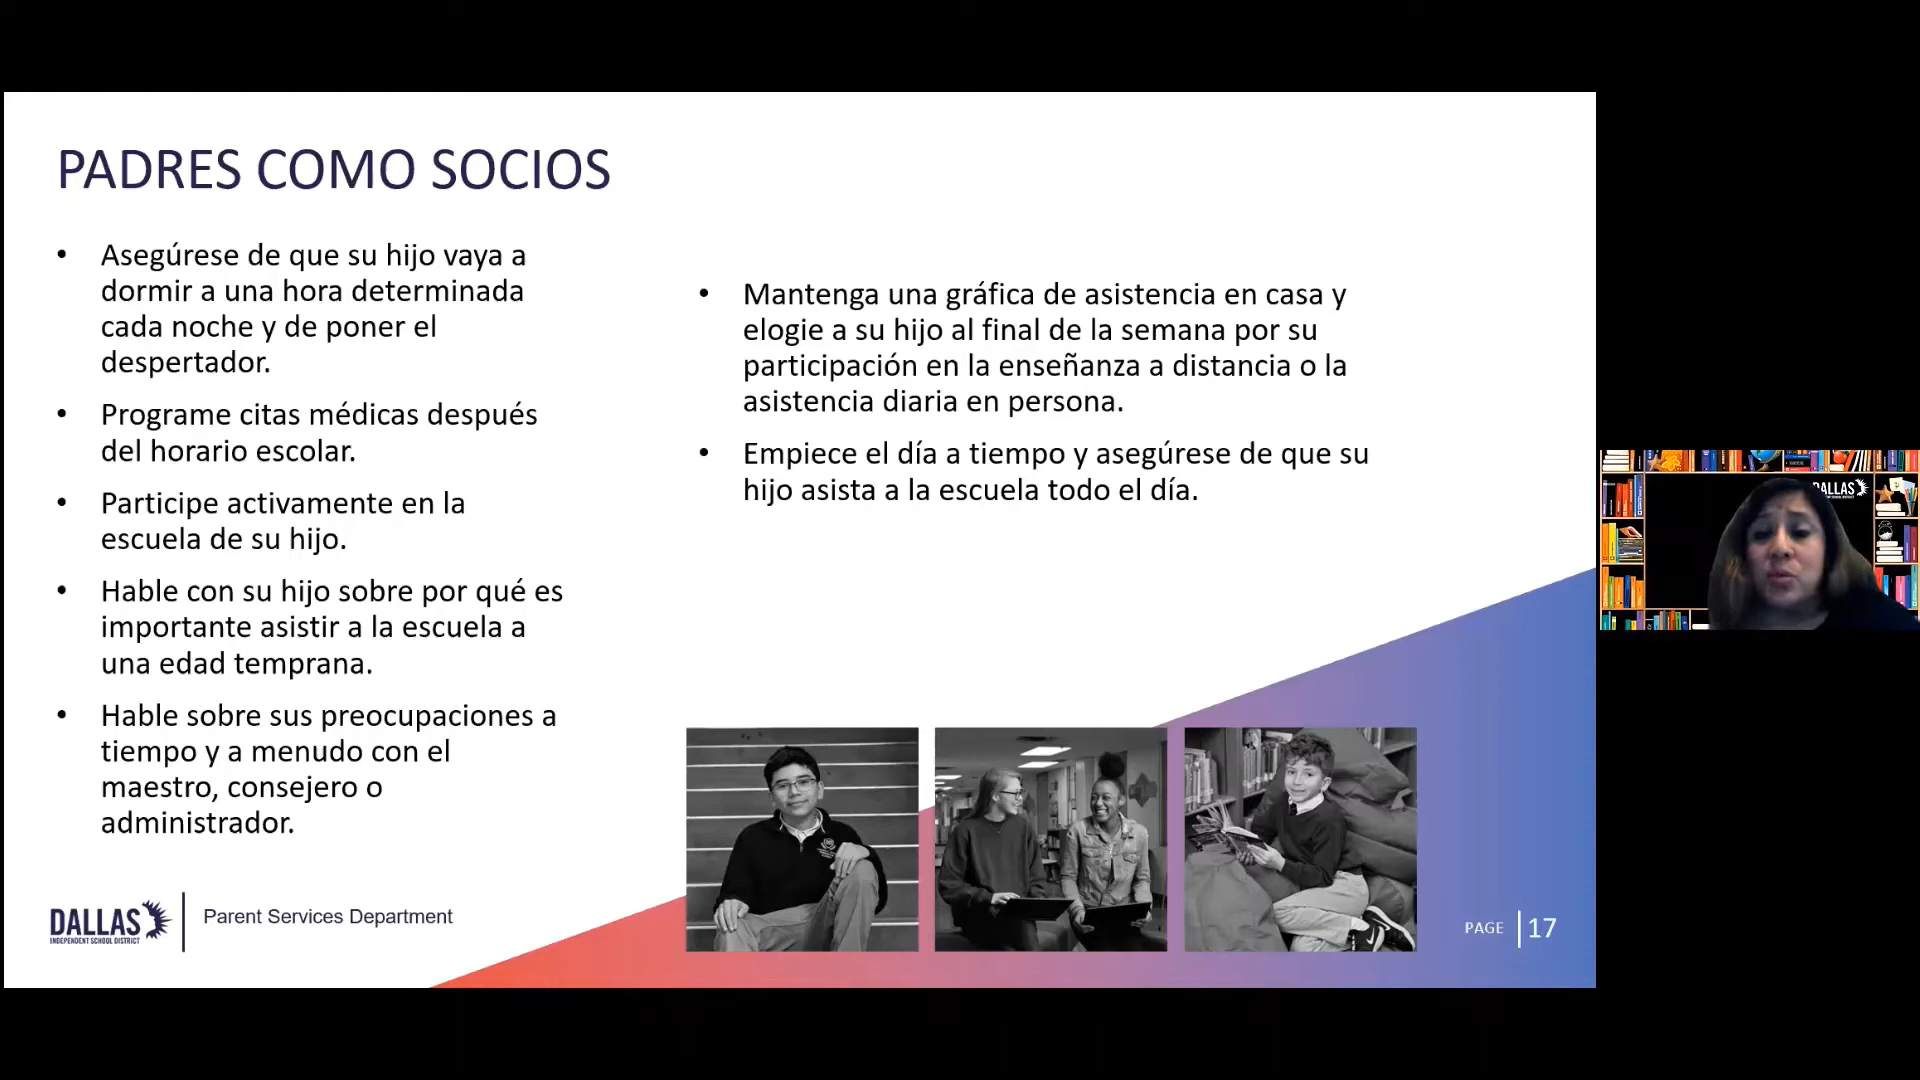 PADRES COMO SOCIOS
• Asegúrese de que su hijo vaya a
dormir a una hora determinada
cada noche y de poner el
despertador.
• Programe citas médicas después
del horario escolar.
• Participe activamente en la
escuela de su hijo.
• Hable con su hijo sobre por qué es
importante asistir a la escuela a
una edad temprana.
• Hable sobre sus preocupaciones a
tiempo y a menudo con el
maestro, consejero o
administrador.
• Mantenga una gráfica de asistencia en casa y
elogie a su hijo al final de la semana por su
participación en la enseñanza a distancia o la
asistencia diaria en persona.
• Empiece el día a tiempo y asegúrese de que su
hijo asista a la escuela todo el día.
DALLAS
INDEPENDENT SCHOOL DISTRICT
Parent Services Department
PAGE 17
DALLAS